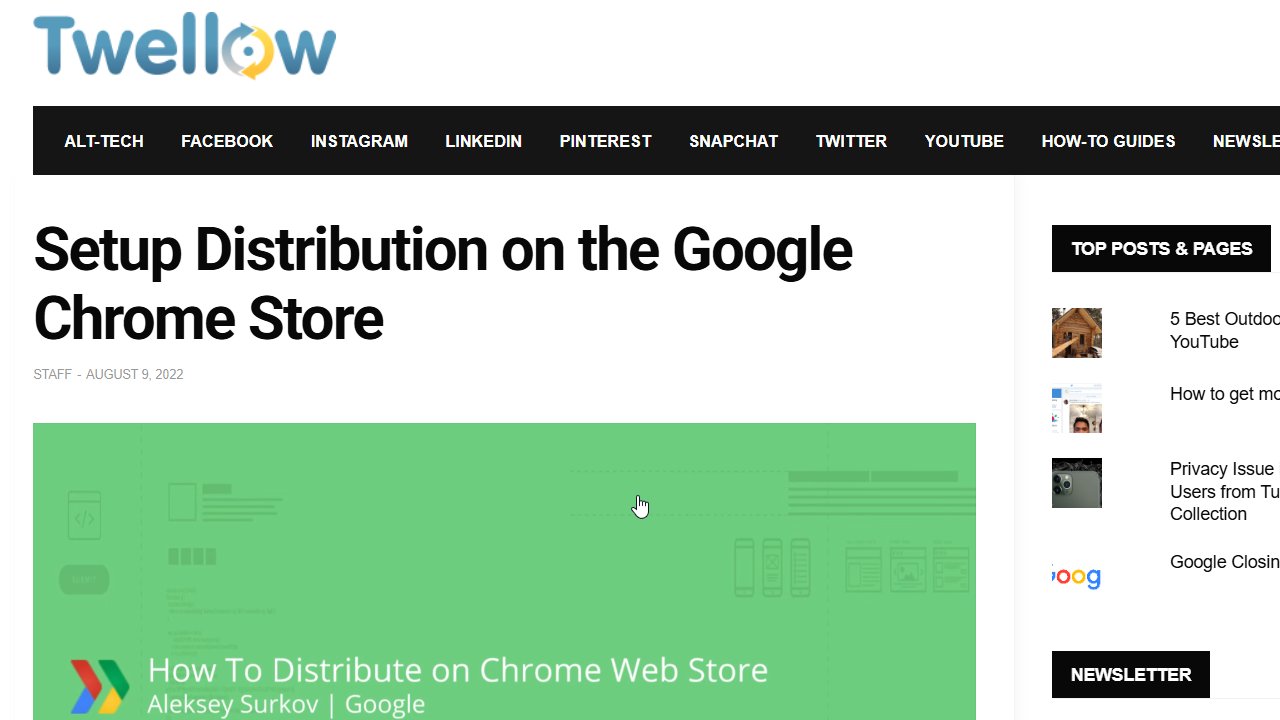 Twellow
ALT-TECH FACEBOOK INSTAGRAM LINKEDIN PINTEREST SNAPCHAT TWITTER YOUTUBE HOW-TO GUIDES NEWSLE
Setup Distribution on the Google
Chrome Store
STAFF - AUGUST 9, 2022
SUBMIT
How To Distribute on Chrome Web Store
Aleksey Surkov | Google
TOP POSTS & PAGES
5 Best Outdoo
YouTube
How to get mo
Privacy Issue
Users from Tu
Collection
Google Closin
NEWSLETTER